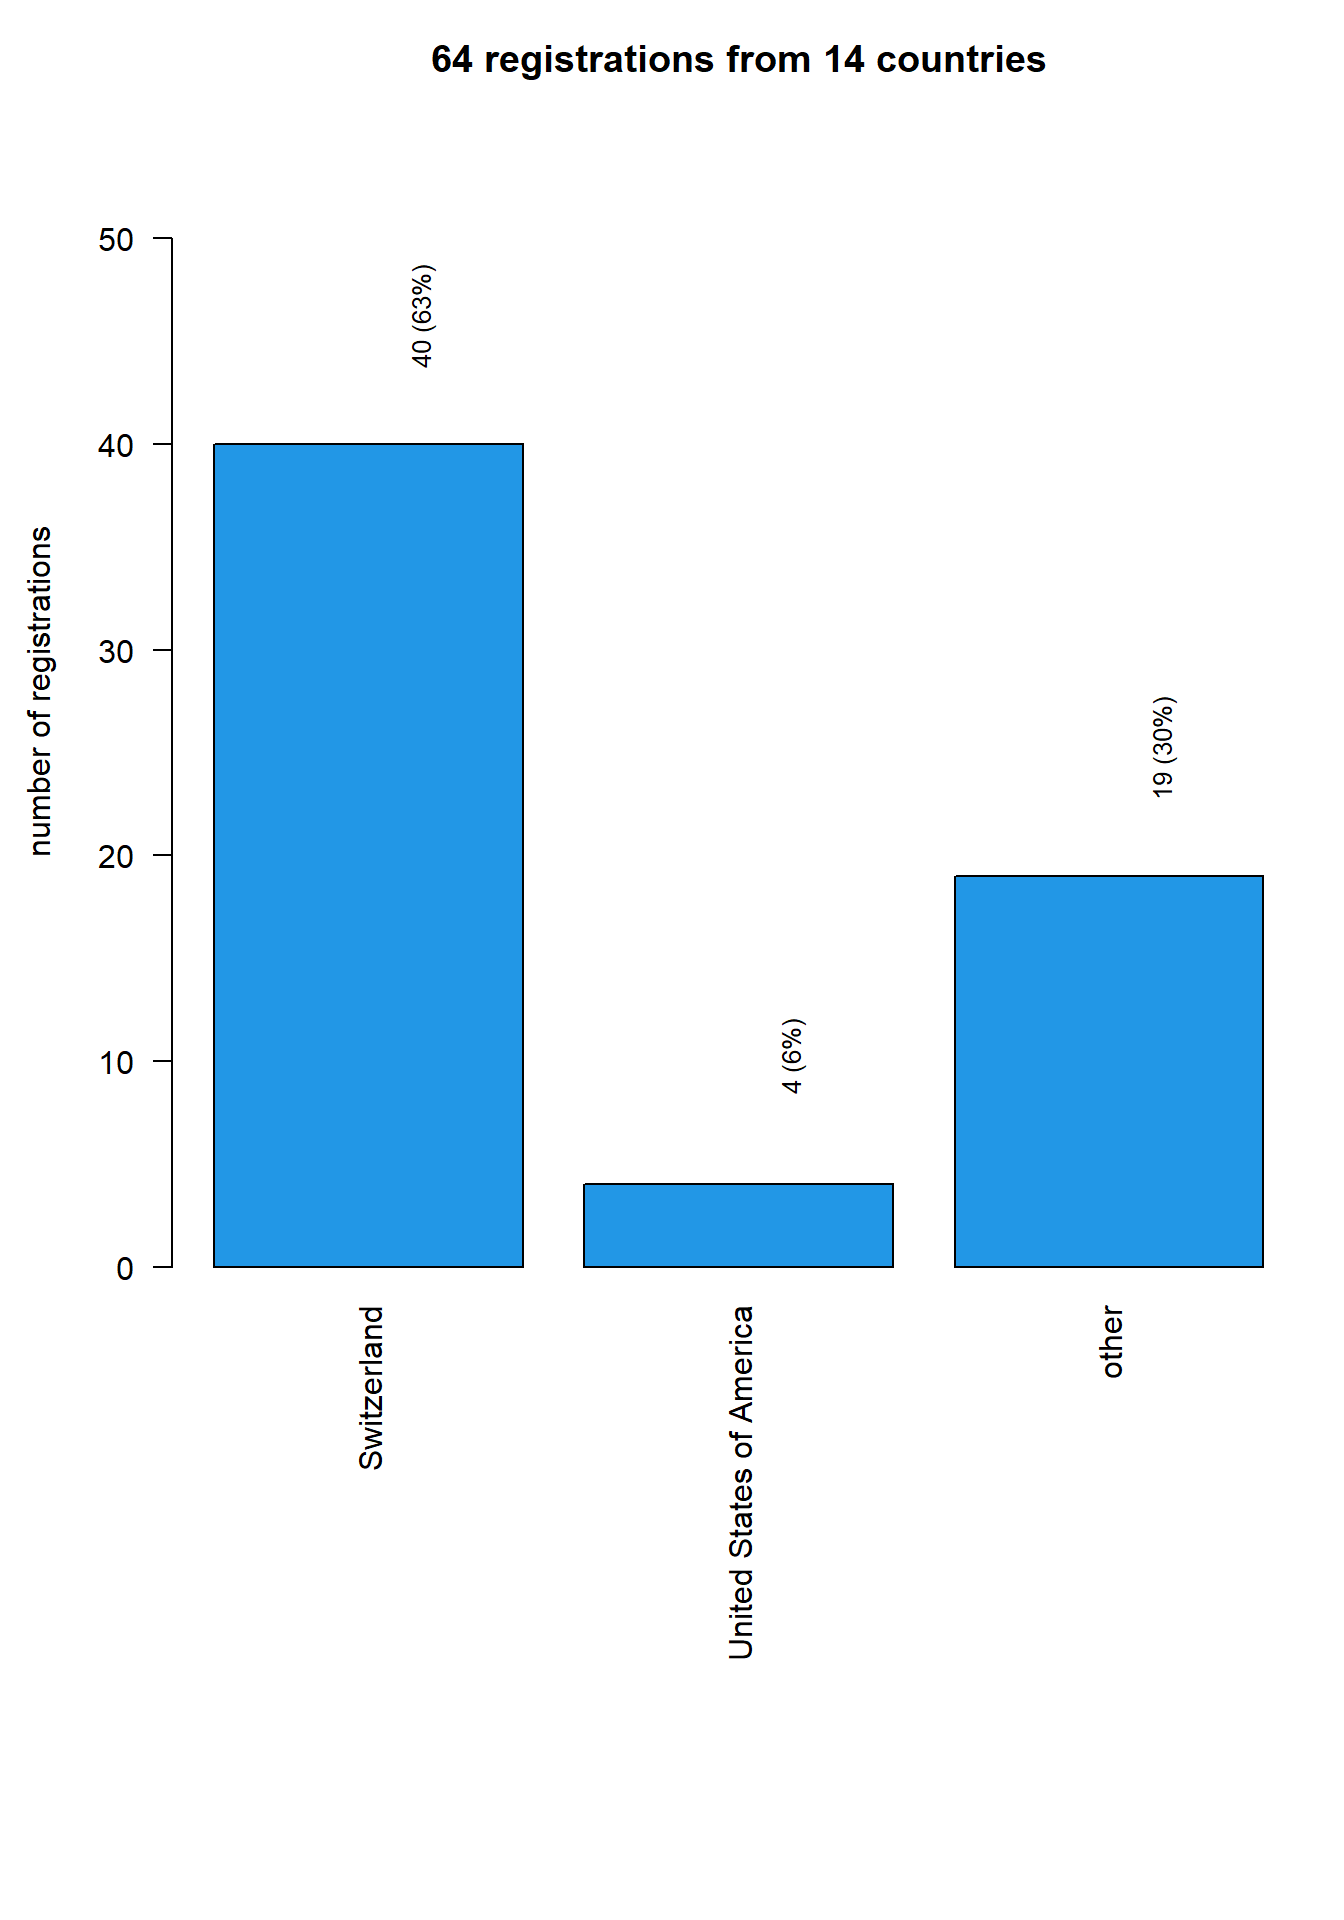 64 registrations from 14 countries
number of registrations
50
40
30
20
10
0
40 (63%)
4 (6%)
19 (30%)
Switzerland
United States of America
other